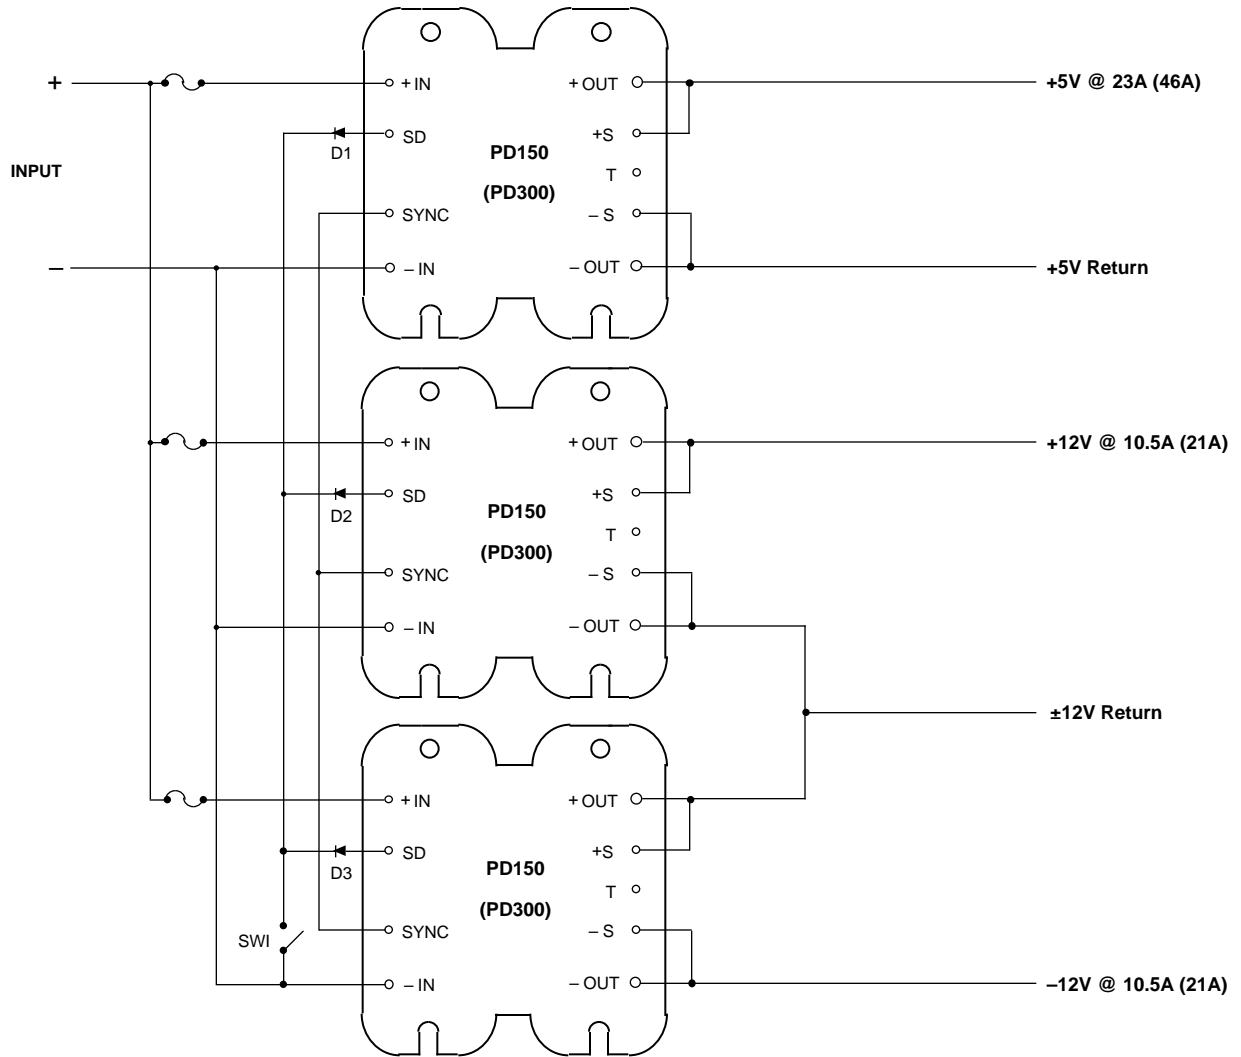 +
+ IN
+ OUT
+5V @ 23A (46A)
SD
+S
D1
PD150
INPUT
T
(PD300)
SYNC
– S
–
– IN
– OUT
+5V Return
+ IN
+ OUT
+12V @ 10.5A (21A)
SD
+S
D2
PD150
T
(PD300)
SYNC
– S
– IN
– OUT
±12V Return
+ IN
+ OUT
SD
+S
D3
PD150
T
(PD300)
SYNC
– S
SWI
– IN
– OUT
–12V @ 10.5A (21A)